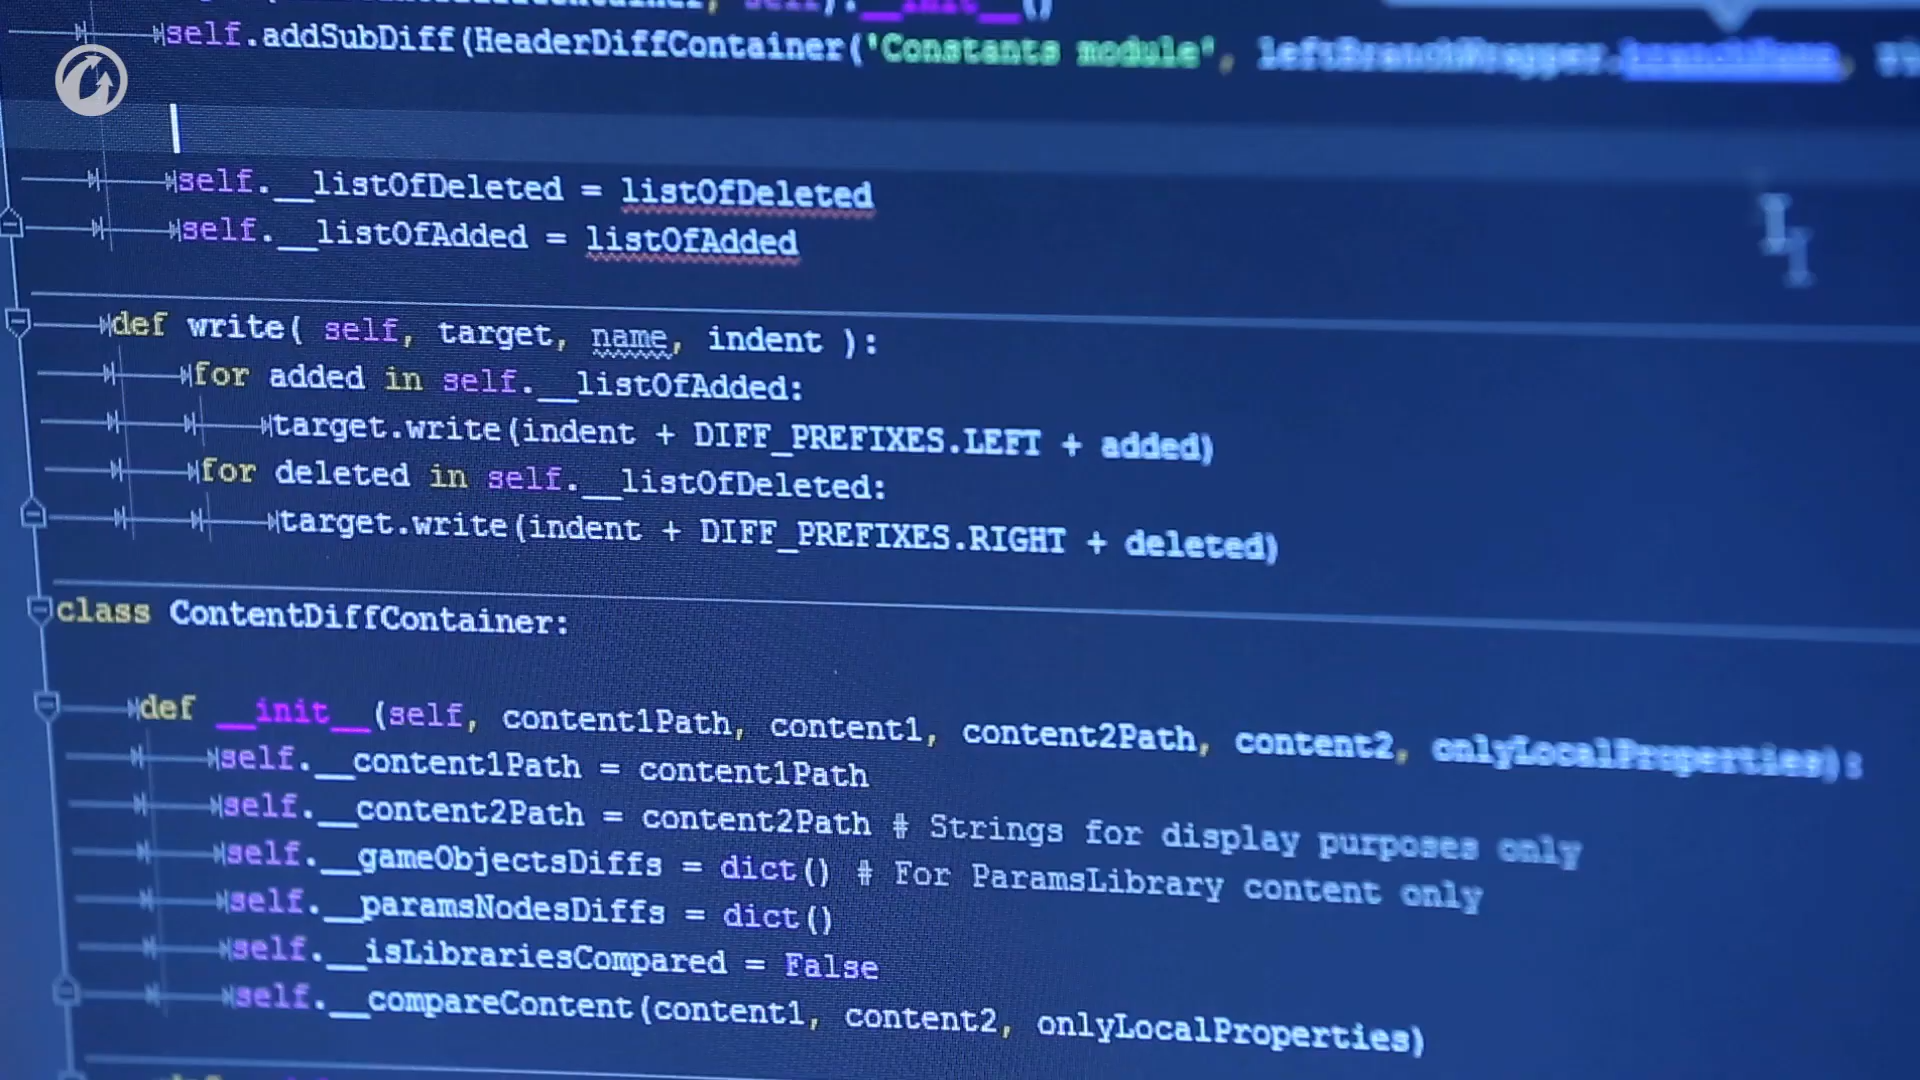 self.addSubDiff(HeaderDiffContainer('Constants module', leftBranchWrapper.branchName,
self.__listOfDeleted = listOfDeleted
self.__listOfAdded = listOfAdded
def write( self, target, name, indent ):
for added in self.__listOfAdded:
target.write(indent + DIFF_PREFIXES.LEFT + added)
for deleted in self.__listOfDeleted:
target.write(indent + DIFF_PREFIXES.RIGHT + deleted)
class ContentDiffContainer:
def __init__(self, content1Path, content1, content2Path, content2, onlyLocalProperties):
self.__content1Path = content1Path
self.__content2Path = content2Path # Strings for display purposes only
self.__gameObjectsDiffs = dict() # For ParamsLibrary content only
self.__paramsNodesDiffs = dict()
self.__isLibrariesCompared = False
self.__compareContent(content1, content2, onlyLocalProperties)